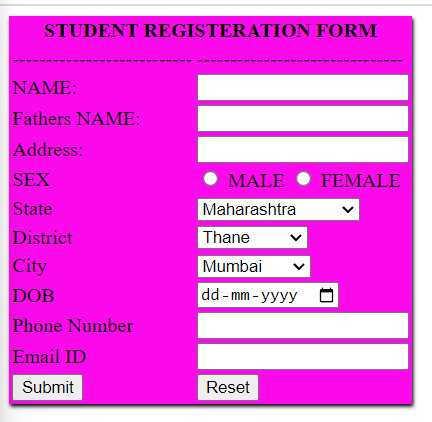 STUDENT REGISTERATION FORM
--------------------------- -------------------------------
NAME:
Fathers NAME:
Address:
SEX MALE FEMALE
State Maharashtra
District Thane
City Mumbai
DOB dd-mm-yyyy
Phone Number
Email ID
Submit Reset